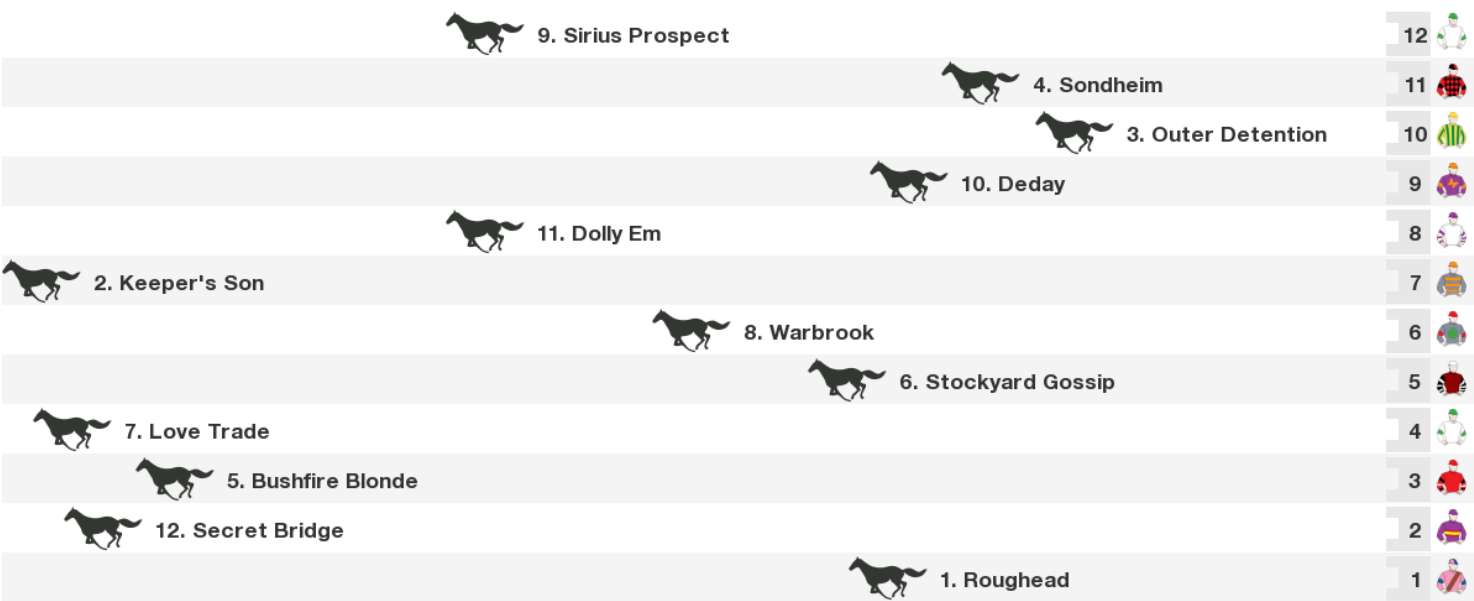 9. Sirius Prospect 12
4. Sondheim 11
3. Outer Detention 10
10. Deday 9
11. Dolly Em 8
2. Keeper's Son 7
8. Warbrook 6
6. Stockyard Gossip 5
7. Love Trade 4
5. Bushfire Blonde 3
12. Secret Bridge 2
1. Roughead 1